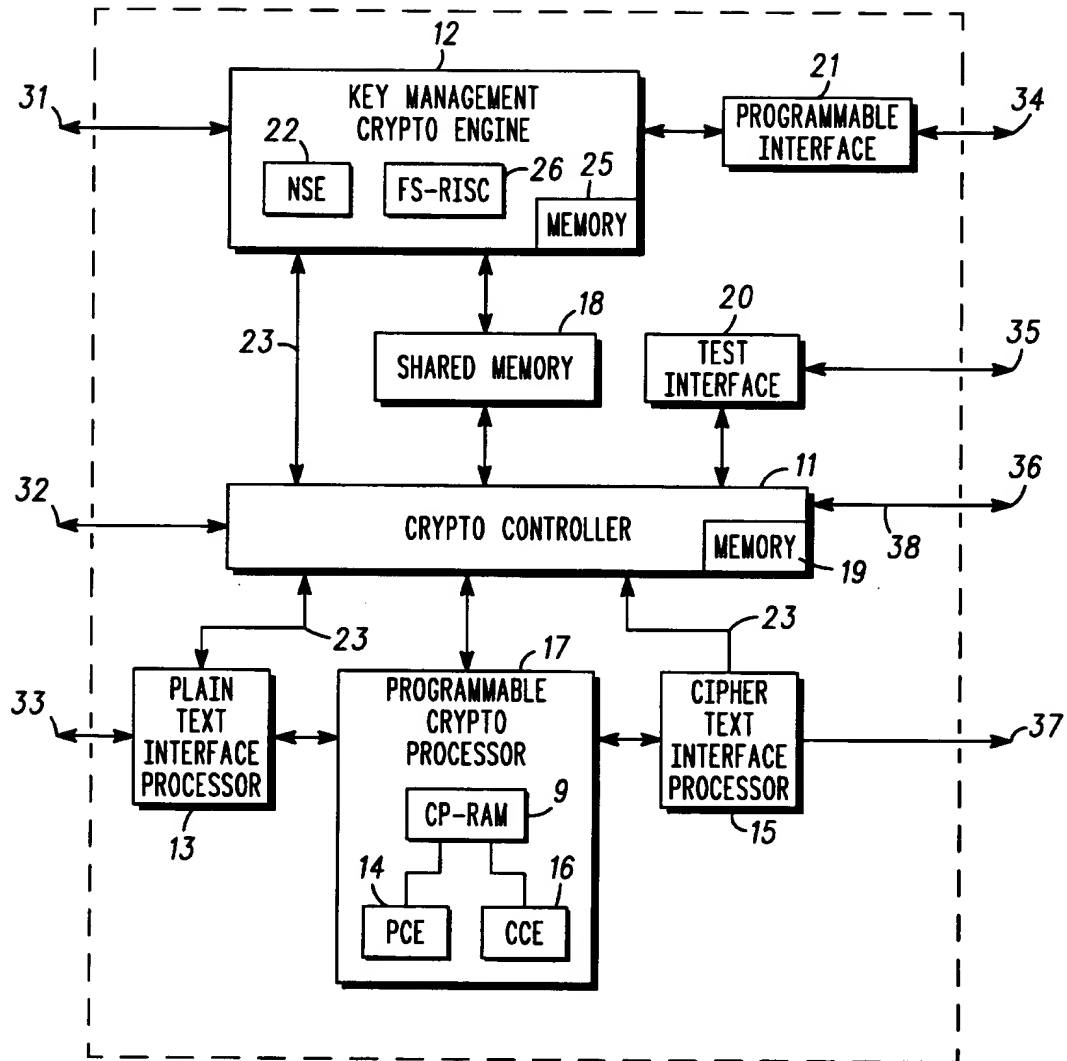 12
KEY MANAGEMENT
CRYPTO ENGINE
22
NSE
FS-RISC
26
25
MEMORY
21
PROGRAMMABLE
INTERFACE
31
34
23
18
SHARED MEMORY
20
TEST
INTERFACE
35
11
32
CRYPTO CONTROLLER
MEMORY
19
36
38
23
23
17
33
PLAIN
TEXT
INTERFACE
PROCESSOR
13
PROGRAMMABLE
CRYPTO
PROCESSOR
CP-RAM
9
14
PCE
16
CCE
CIPHER
TEXT
INTERFACE
PROCESSOR
15
37